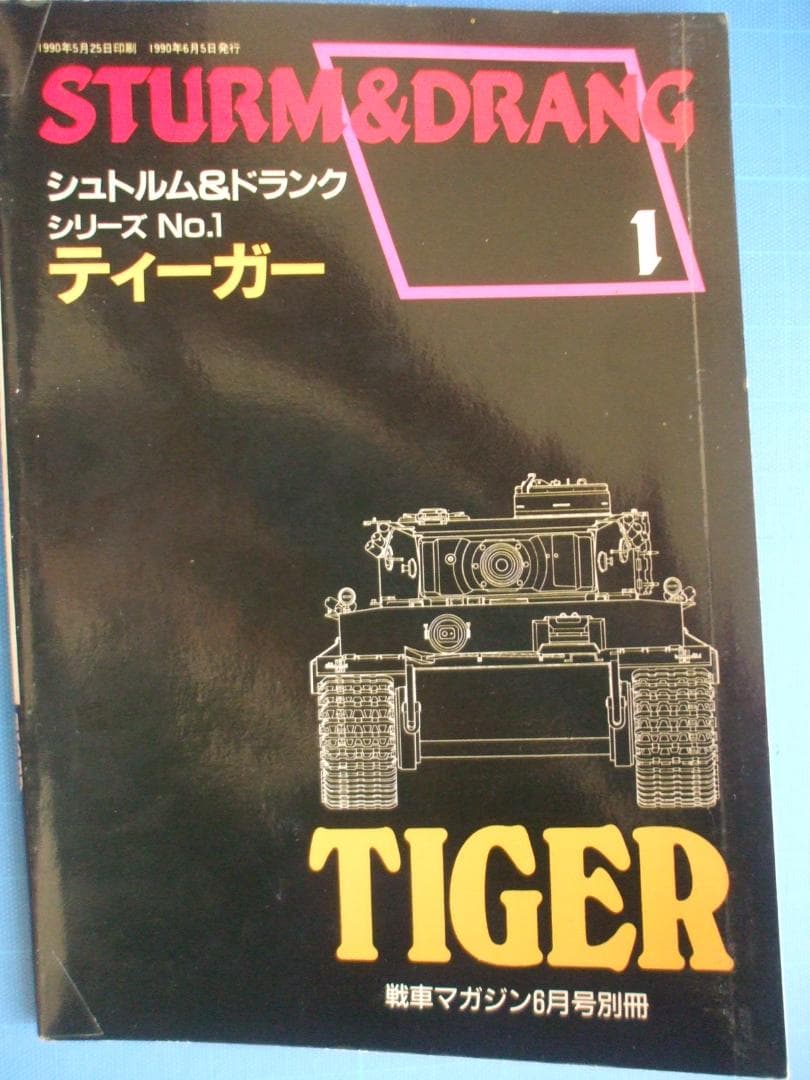 1990年5月25日印刷 1990年6月5日発行
STURM&DRANG
シュトルム&ドランク
シリーズ No.1
ティーガー
1
TIGER
戦車マガジン6月号別冊